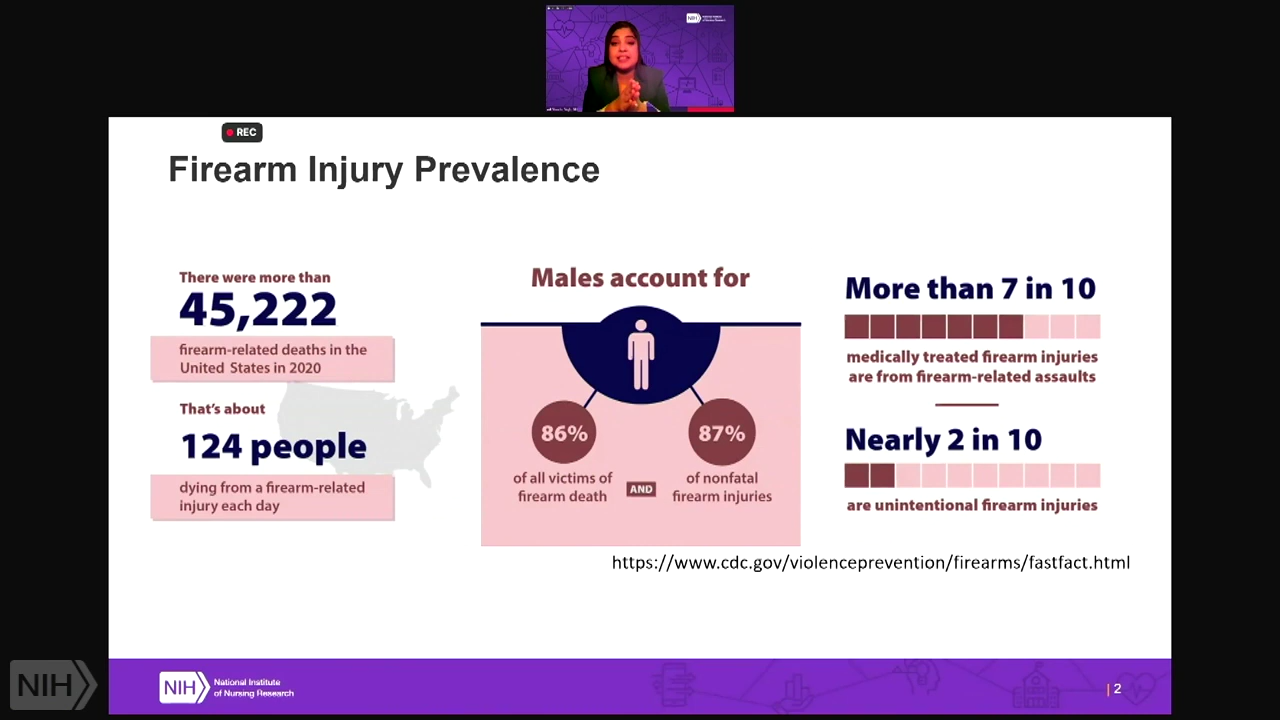 NIH
REC
Firearm Injury Prevalence
There were more than
45,222
firearm-related deaths in the
United States in 2020
That's about
124 people
dying from a firearm-related
injury each day
Males account for
86%
of all victims of
firearm death
AND
87%
of nonfatal
firearm injuries
More than 7 in 10
medically treated firearm injuries
are from firearm-related assaults
Nearly 2 in 10
are unintentional firearm injuries
https://www.cdc.gov/violenceprevention/firearms/fastfact.html
NIH
NIH
National Institute
of Nursing Research
| 2